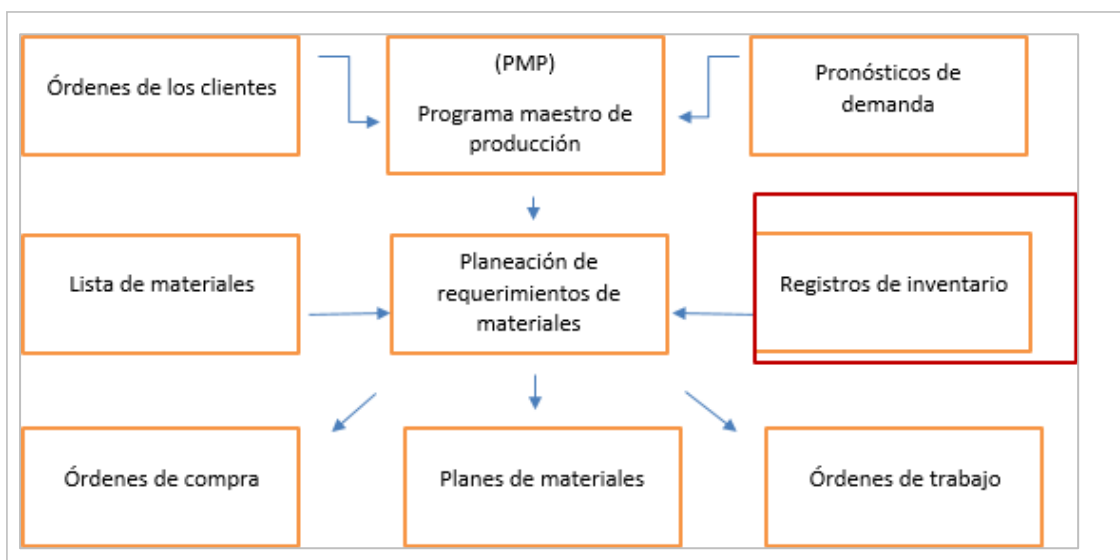 Órdenes de los clientes
(PMP)
Programa maestro de
producción
Pronósticos de
demanda
Lista de materiales
Planeación de
requerimientos de
materiales
Registros de inventario
Órdenes de compra
Planes de materiales
Órdenes de trabajo